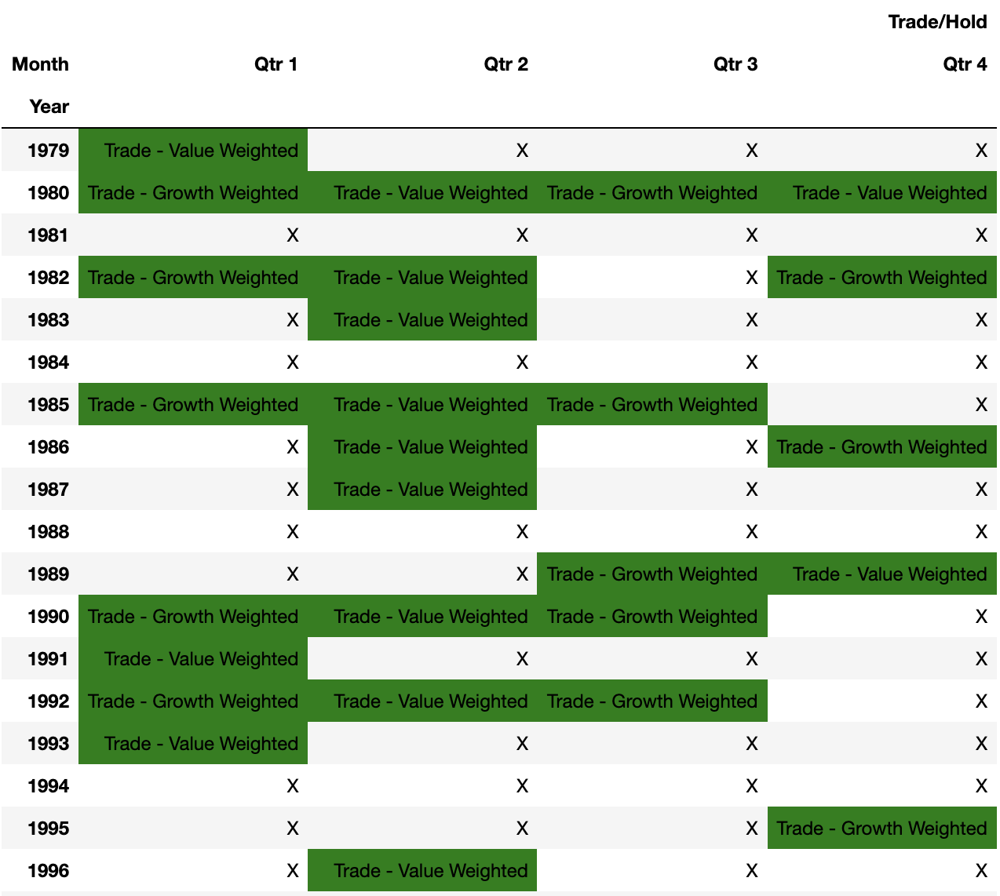 Trade/Hold
Month Qtr 1 Qtr 2 Qtr 3 Qtr 4
Year
1979 Trade - Value Weighted X X X
1980 Trade - Growth Weighted Trade - Value Weighted Trade - Growth Weighted Trade - Value Weighted
1981 X X X X
1982 Trade - Growth Weighted Trade - Value Weighted X Trade - Growth Weighted
1983 X Trade - Value Weighted X X
1984 X X X X
1985 Trade - Growth Weighted Trade - Value Weighted Trade - Growth Weighted X
1986 X Trade - Value Weighted X Trade - Growth Weighted
1987 X Trade - Value Weighted X X
1988 X X X X
1989 X X Trade - Growth Weighted Trade - Value Weighted
1990 Trade - Growth Weighted Trade - Value Weighted Trade - Growth Weighted X
1991 Trade - Value Weighted X X X
1992 Trade - Growth Weighted Trade - Value Weighted Trade - Growth Weighted X
1993 Trade - Value Weighted X X X
1994 X X X X
1995 X X X Trade - Growth Weighted
1996 X Trade - Value Weighted X X